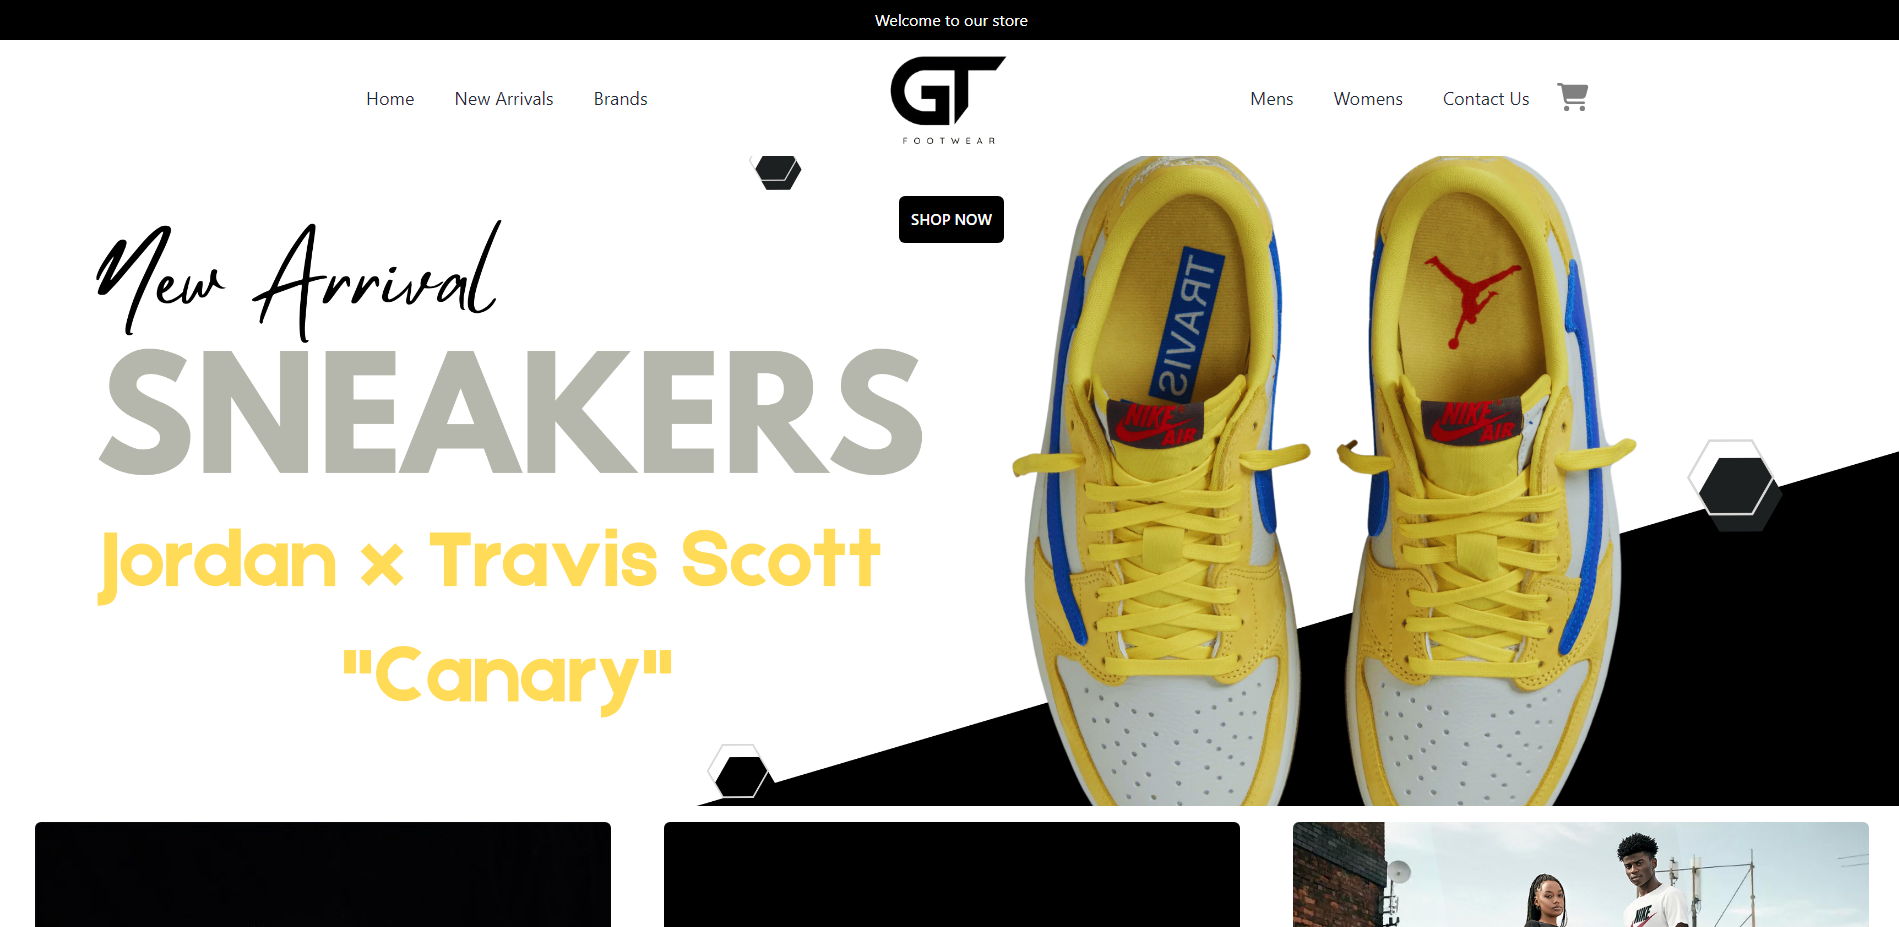 Welcome to our store
Home
New Arrivals
Brands
GT
FOOTWEAR
Mens
Womens
Contact Us
SHOP NOW
New Arrival
SNEAKERS
Jordan x Travis Scott
"Canary"
TRAVIS
NIKE
AIR
NIKE
AIR
NIKE